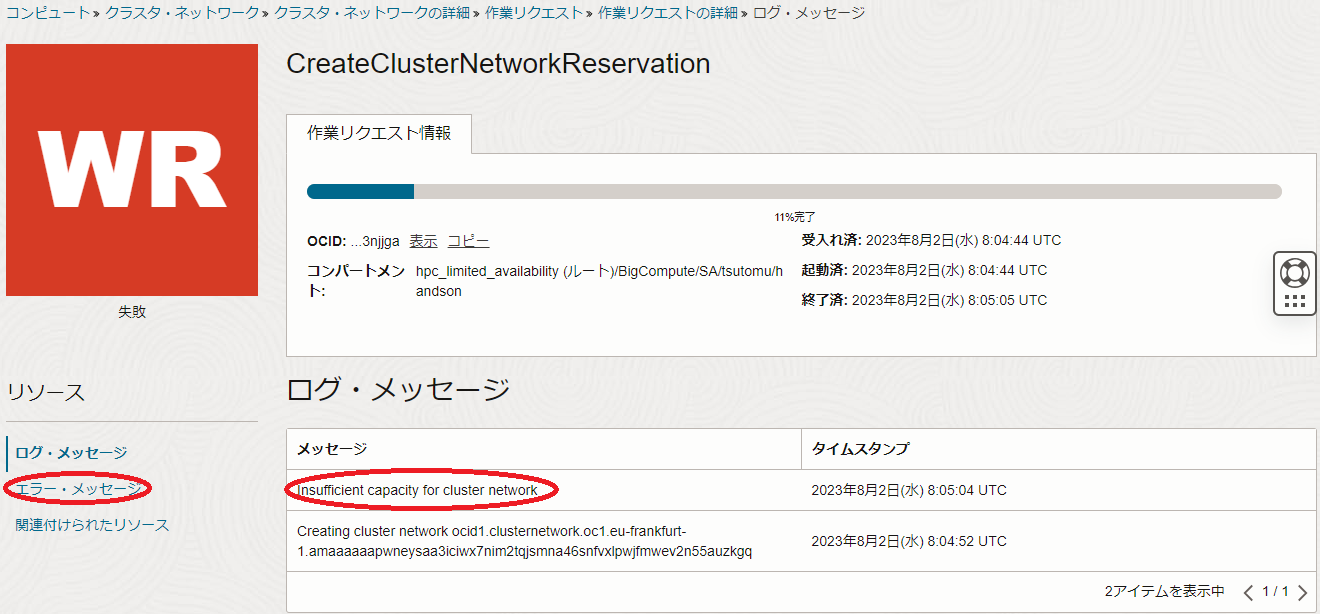 コンピュート » クラスタ・ネットワーク » クラスタ・ネットワークの詳細 » 作業リクエスト » 作業リクエストの詳細 » ログ・メッセージ
WR
失敗
CreateClusterNetworkReservation
作業リクエスト情報
11%完了
OCID: ...3njjga 表示 コピー
コンパートメント: hpc_limited_availability (ルート)/BigCompute/SA/tsutomu/handson
受入れ済: 2023年8月2日(水) 8:04:44 UTC
起動済: 2023年8月2日(水) 8:04:44 UTC
終了済: 2023年8月2日(水) 8:05:05 UTC
リソース
ログ・メッセージ
エラー・メッセージ
関連付けられたリソース
ログ・メッセージ
メッセージ タイムスタンプ
Insufficient capacity for cluster network 2023年8月2日(水) 8:05:04 UTC
Creating cluster network ocid1.clusternetwork.oc1.eu-frankfurt-
1.amaaaaaapwneysaa3iciwx7nim2tqjsmna46snfvxlpwjfmwev2n55auzkgq 2023年8月2日(水) 8:04:52 UTC
2アイテムを表示中 1 / 1